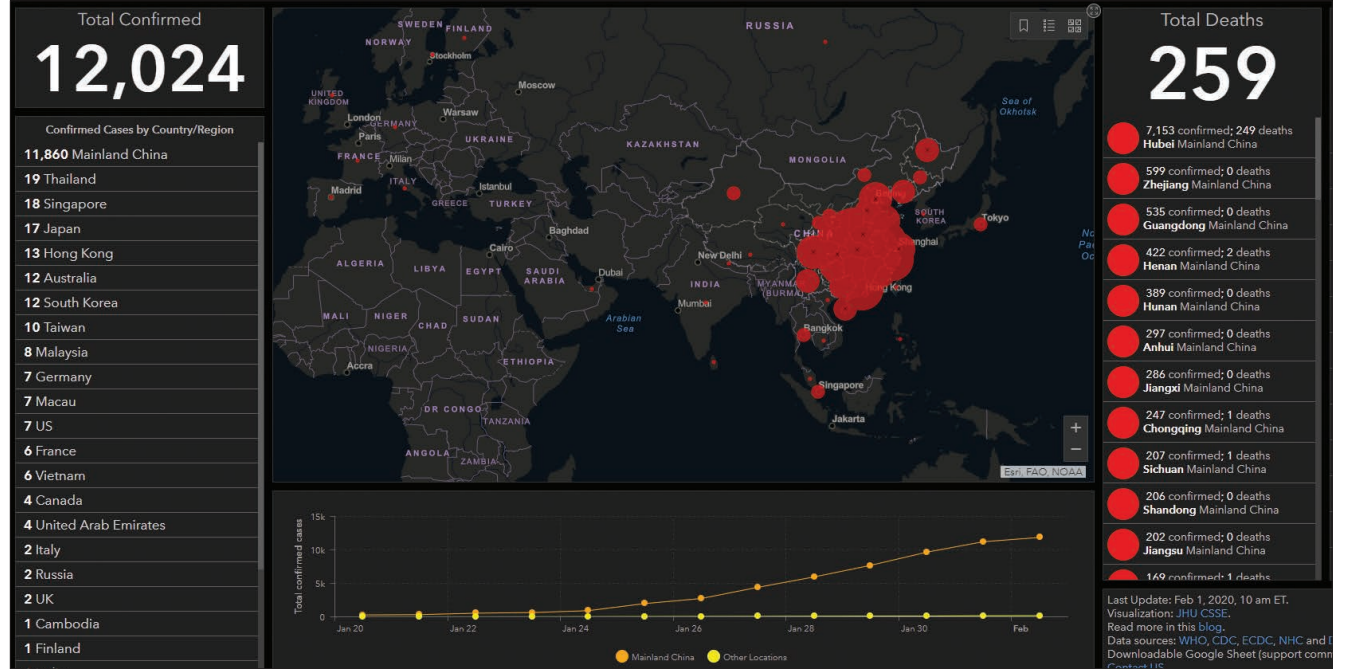 Total Confirmed
12,024
Confirmed Cases by Country/Region
11,860 Mainland China
19 Thailand
18 Singapore
17 Japan
13 Hong Kong
12 Australia
12 South Korea
10 Taiwan
8 Malaysia
7 Germany
7 Macau
7 US
6 France
6 Vietnam
4 Canada
4 United Arab Emirates
2 Italy
2 Russia
2 UK
1 Cambodia
1 Finland
SWEDEN
FINLAND
RUSSIA
NORWAY
Stockholm
Moscow
UNITED
KINGDOM
Sea of
Okhotsk
London
Warsaw
GERMANY
Paris
UKRAINE
KAZAKHSTAN
FRANCE
Milan
MONGOLIA
ITALY
Madrid
Istanbul
Beijing
GREECE
TURKEY
SOUTH
KOREA
Tokyo
Baghdad
CHINA
Shanghai
Cairo
New Delhi
ALGERIA
LIBYA
EGYPT
SAUDI
ARABIA
Dubai
INDIA
MYANMAR
(BURMA)
Hong Kong
Mumbai
MALI
NIGER
CHAD
SUDAN
Arabian
Sea
Bangkok
NIGERIA
Accra
ETHIOPIA
Singapore
DR CONGO
TANZANIA
Jakarta
ANGOLA
ZAMBIA
+
−
Esri, FAO, NOAA
Total confirmed cases
15k
10k
5k
0
Jan 20
Jan 22
Jan 24
Jan 26
Jan 28
Jan 30
Feb
Mainland China
Other Locations
Total Deaths
259
7,153 confirmed; 249 deaths
Hubei Mainland China
599 confirmed; 0 deaths
Zhejiang Mainland China
535 confirmed; 0 deaths
Guangdong Mainland China
422 confirmed; 2 deaths
Henan Mainland China
389 confirmed; 0 deaths
Hunan Mainland China
297 confirmed; 0 deaths
Anhui Mainland China
286 confirmed; 0 deaths
Jiangxi Mainland China
247 confirmed; 1 deaths
Chongqing Mainland China
207 confirmed; 1 deaths
Sichuan Mainland China
206 confirmed; 0 deaths
Shandong Mainland China
202 confirmed; 0 deaths
Jiangsu Mainland China
169 confirmed; 1 deaths
Last Update: Feb 1, 2020, 10 am ET.
Visualization: JHU CSSE.
Read more in this blog.
Data sources: WHO, CDC, ECDC, NHC and
Downloadable Google Sheet (support comm
Contact US